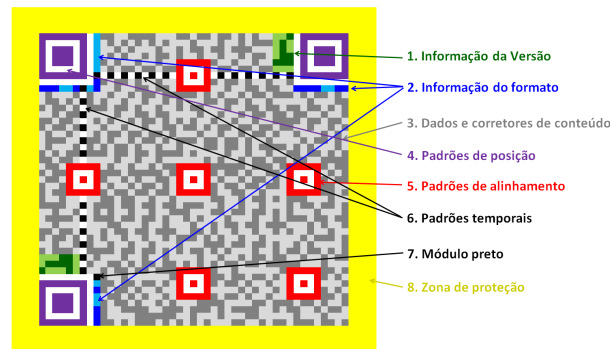 1. Informação da Versão
2. Informação do formato
3. Dados e corretores de conteúdo
4. Padrões de posição
5. Padrões de alinhamento
6. Padrões temporais
7. Módulo preto
8. Zona de proteção